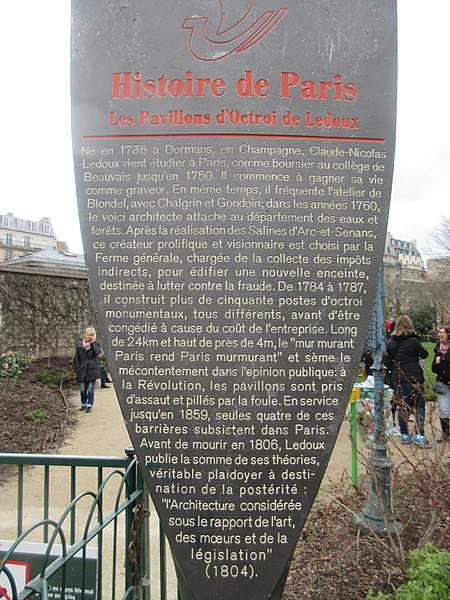 Histoire de Paris
Les Pavillons d'Octroi de Ledoux
Né en 1735 a Dormans, en Champagne, Claude-Nicolas
Ledoux vient étudier à Paris, comme boursier au collège de
Beauvais jusqu'en 1750. Il commence à gagner sa vie
comme graveur. En même temps, il fréquente l'atelier de
Blondel, avec Chalgrin et Gondoin; dans les années 1760,
le voici architecte attaché au département des eaux et
forêts. Après la réalisation des Salines d'Arc-et-Senans,
ce créateur prolifique et visionnaire est choisi par la
Ferme générale, chargée de la collecte des impôts
indirects, pour édifier une nouvelle enceinte,
destinée à lutter contre la fraude. De 1784 à 1787,
il construit plus de cinquante postes d'octroi
monumentaux, tous différents, avant d'être
congédié à cause du coût de l'entreprise. Long
de 24km et haut de près de 4m, le "mur murant
Paris rend Paris murmurant" et sème le
mécontentement dans l'epinion publique: à
la Révolution, les pavillons sont pris
d'assaut et pillés par la foule. En service
jusqu'en 1859, seules quatre de ces
barrières subsistent dans Paris.
Avant de mourir en 1806, Ledoux
publie la somme de ses théories,
véritable plaidoyer à desti-
nation de la postérité :
"l'Architecture considérée
sous le rapport de l'art,
des mœurs et de la
législation"
(1804).